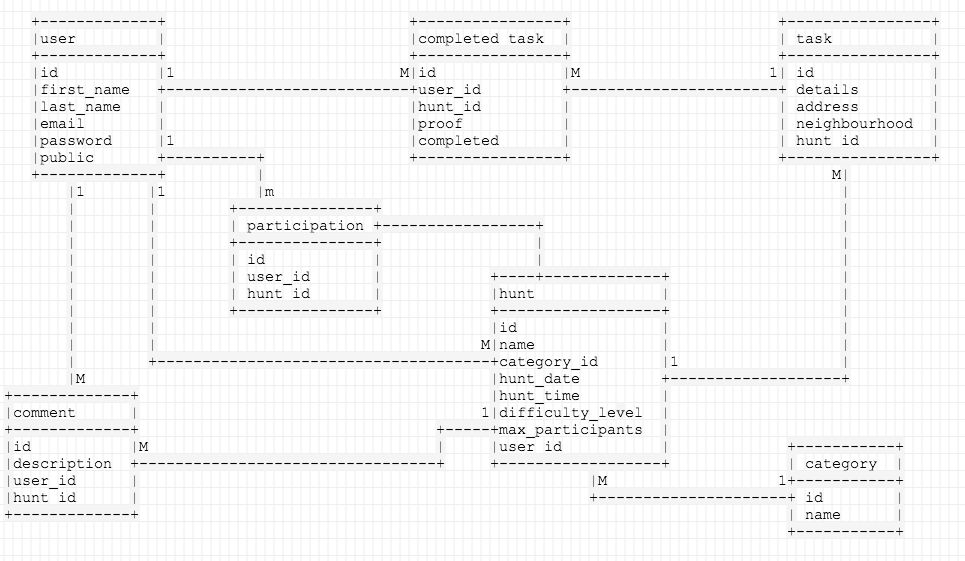 user
id
first_name
last_name
email
password
public
1
M
1
1
1
completed task
id
user_id
hunt_id
proof
completed
M
1
task
id
details
address
neighbourhood
hunt id
M
m
participation
id
user_id
hunt id
hunt
id
name
category_id
hunt_date
hunt_time
difficulty_level
max_participants
user id
M
1
1
M
M
comment
id
description
user_id
hunt id
M
1
category
id
name